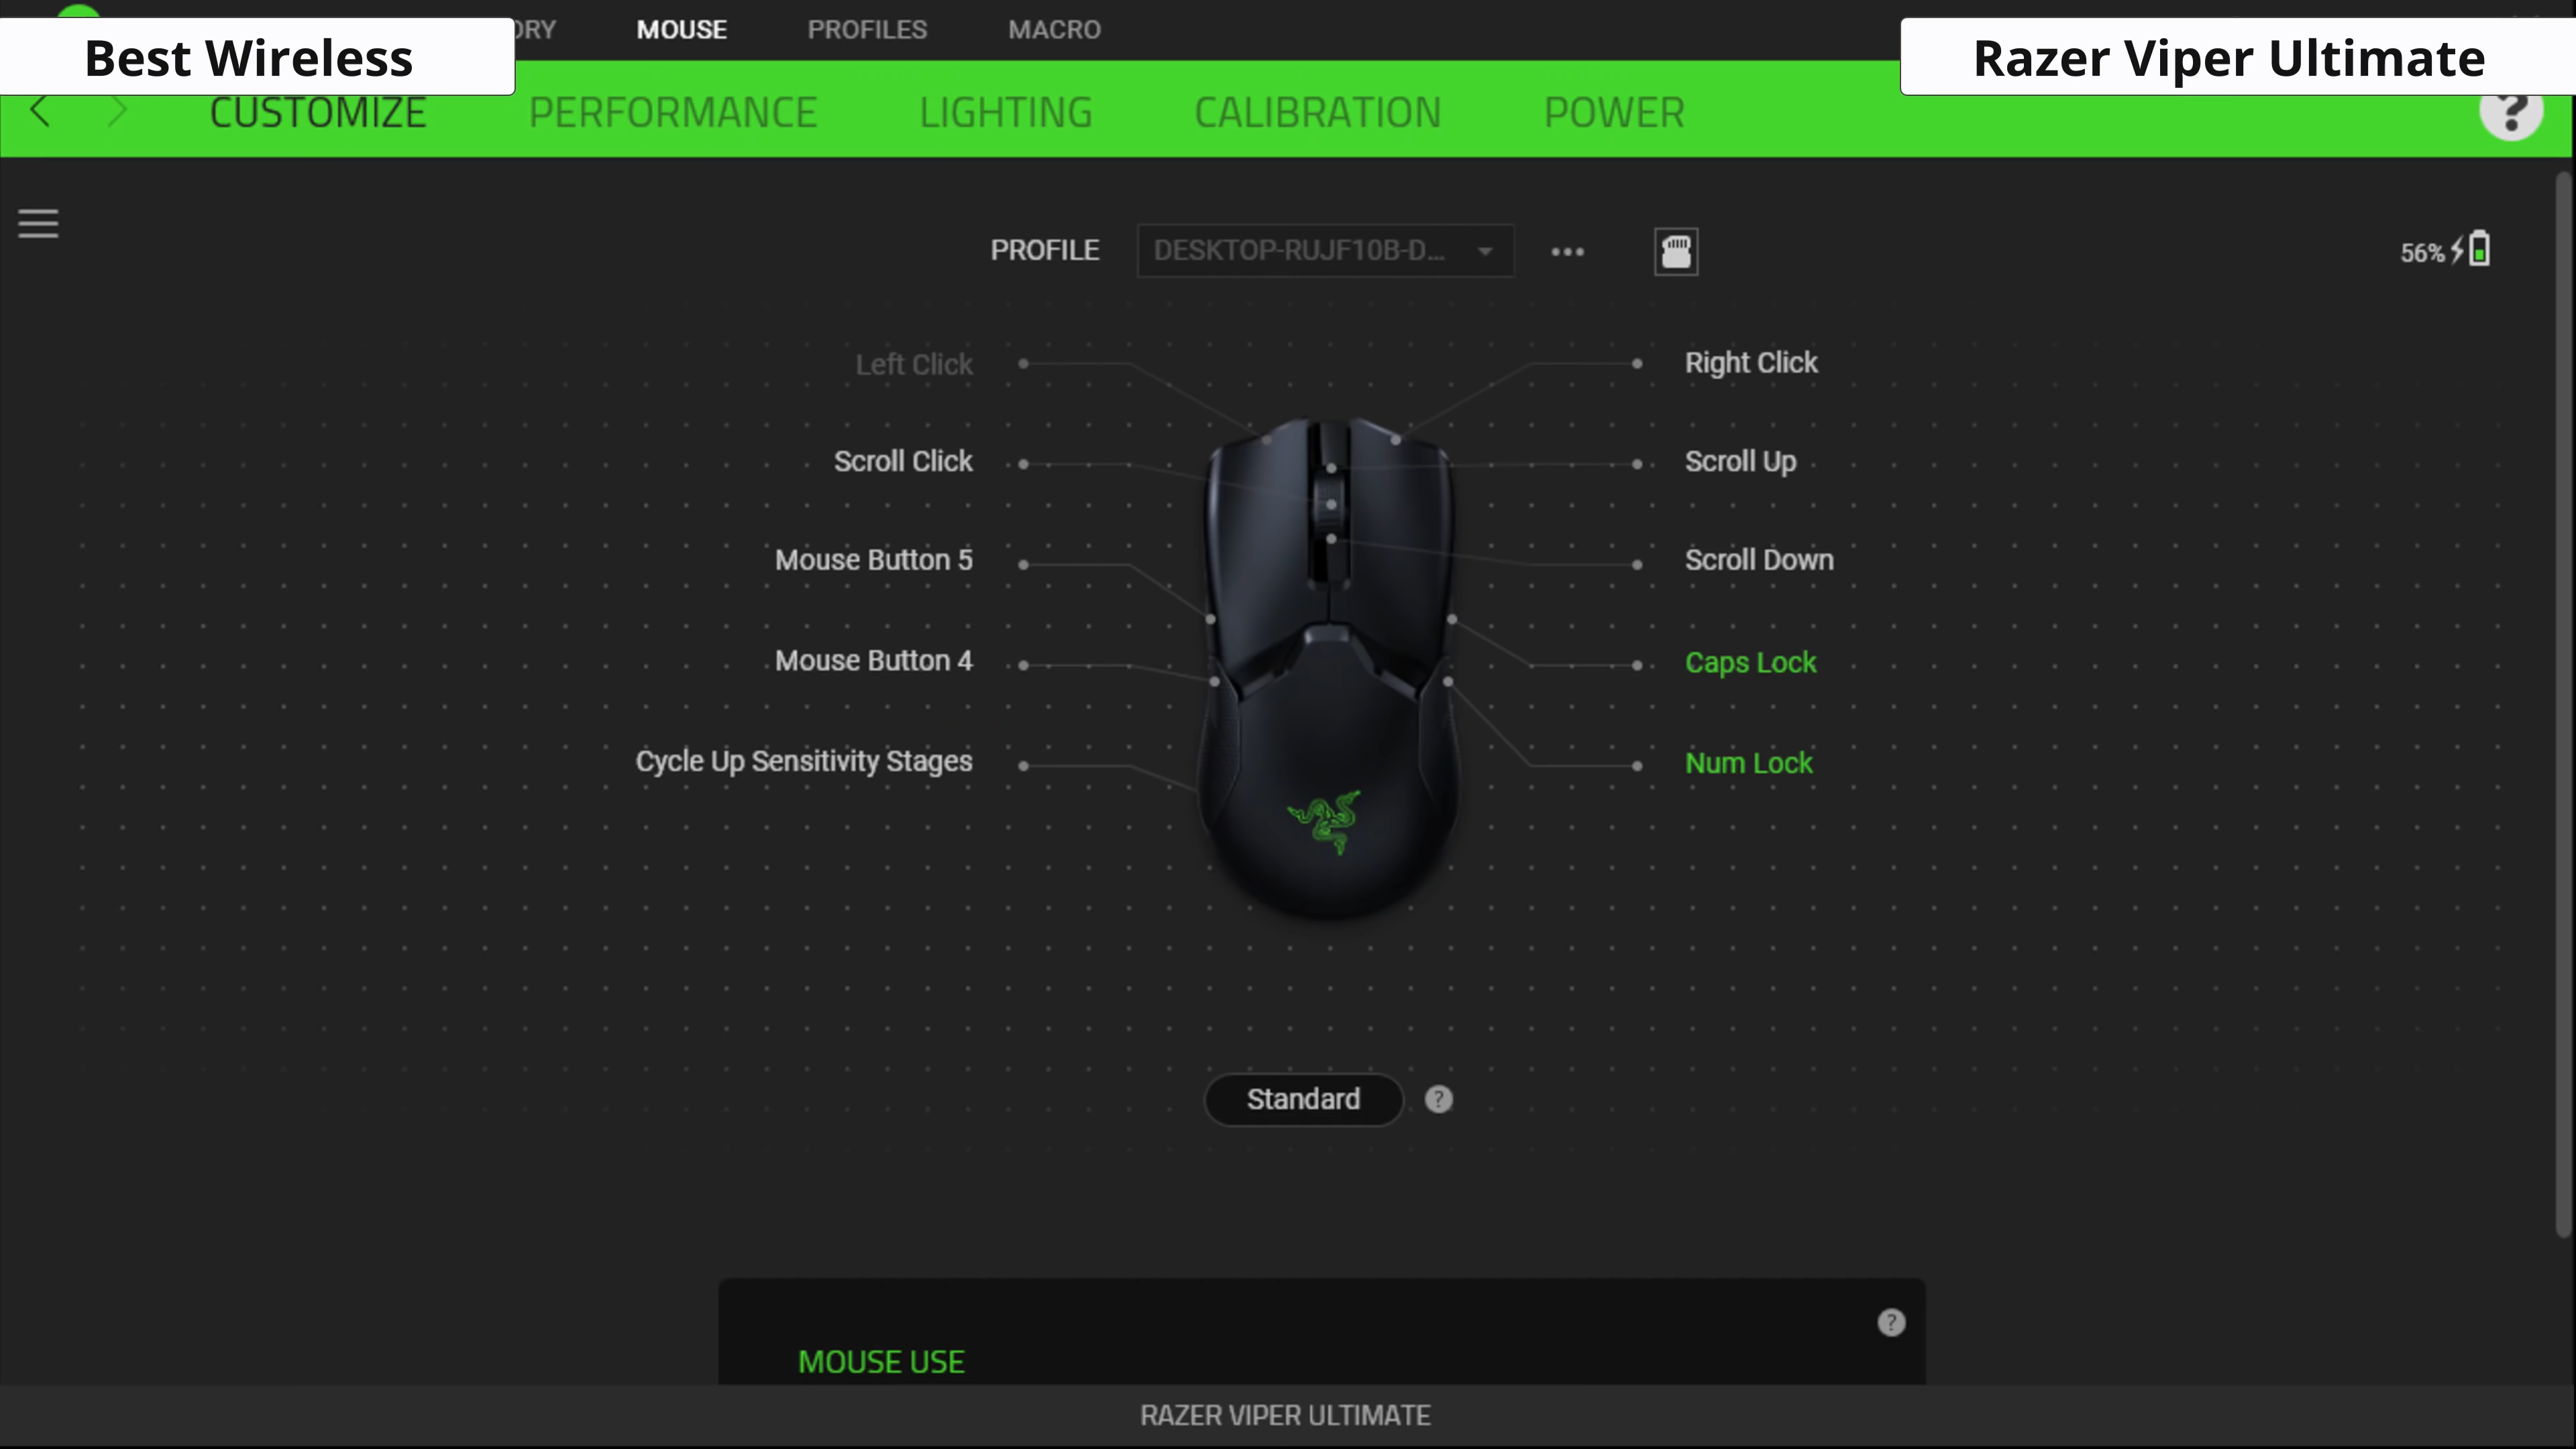 Best Wireless
Razer Viper Ultimate
ORY
MOUSE
PROFILES
MACRO
CUSTOMIZE
PERFORMANCE
LIGHTING
CALIBRATION
POWER
?
PROFILE
DESKTOP-RUJF10B-D...
56%
Left Click
Right Click
Scroll Click
Scroll Up
Mouse Button 5
Scroll Down
Mouse Button 4
Caps Lock
Cycle Up Sensitivity Stages
Num Lock
Standard
?
?
MOUSE USE
RAZER VIPER ULTIMATE